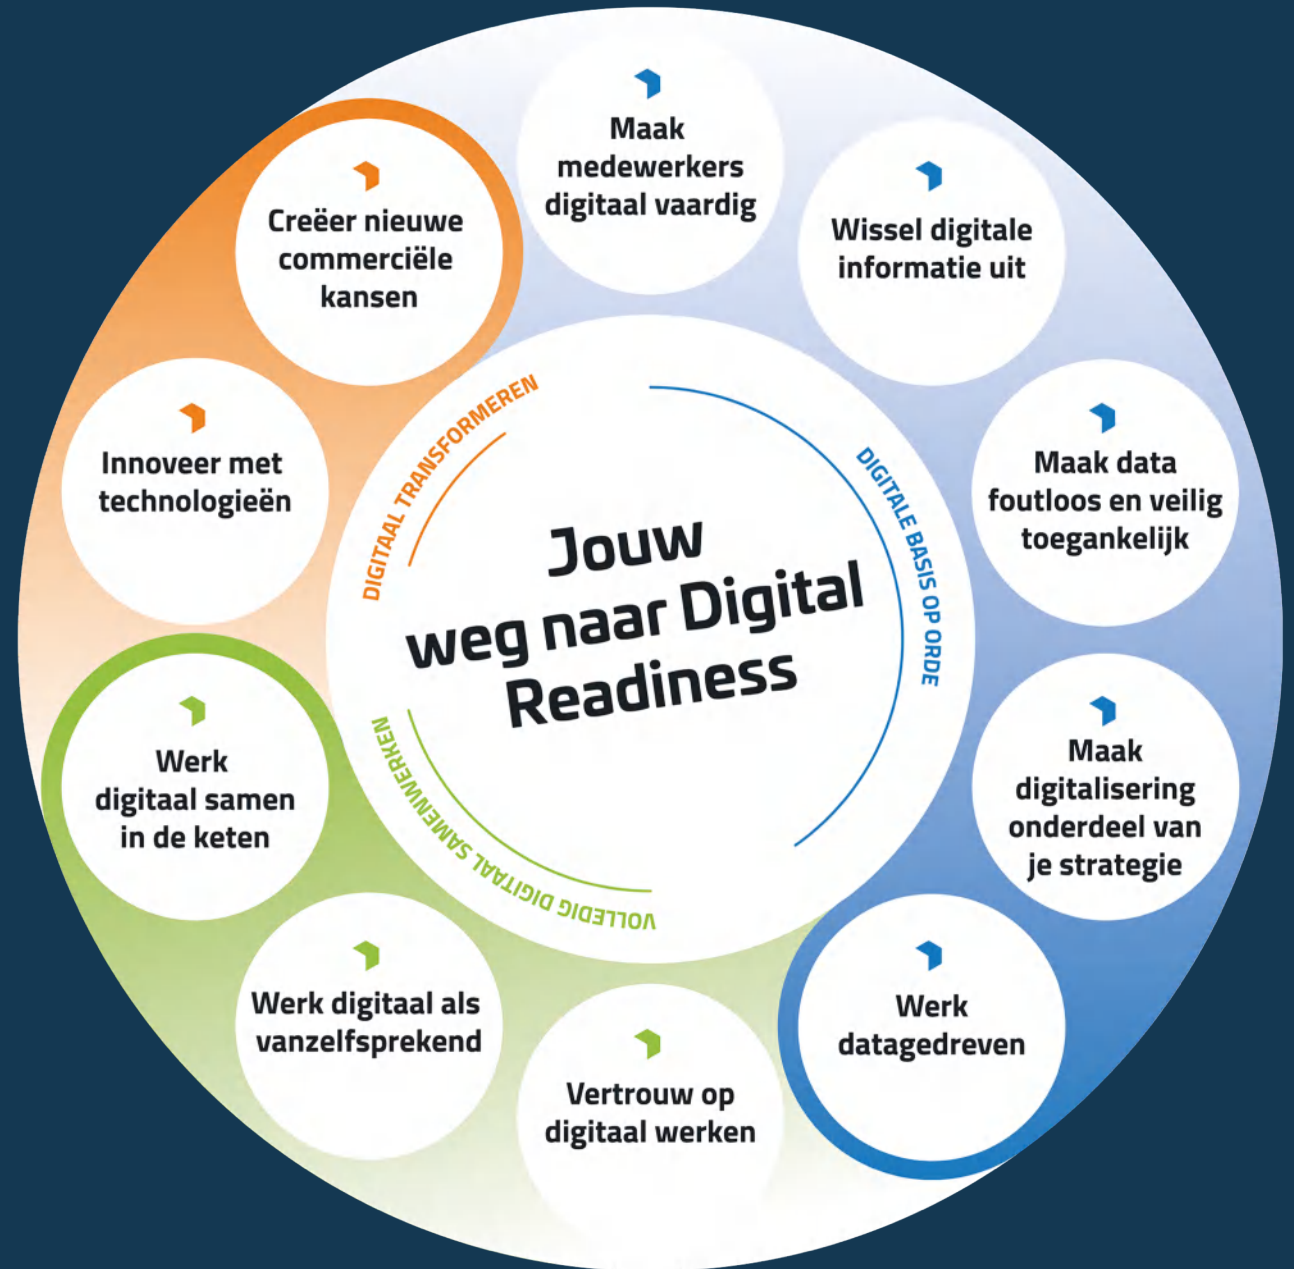 Maak
medewerkers
digitaal vaardig
Wissel digitale
informatie uit
Maak data
foutloos en veilig
toegankelijk
Maak
digitalisering
onderdeel van
je strategie
Werk
datagedreven
Vertrouw op
digitaal werken
Werk digitaal als
vanzelfsprekend
Werk
digitaal samen
in de keten
Innoveer met
technologieën
Creëer nieuwe
commerciële
kansen
DIGITALE BASIS OP ORDE
VOLLEDIG DIGITAAL SAMENWERKEN
DIGITAAL TRANSFORMEREN
Jouw
weg naar Digital
Readiness